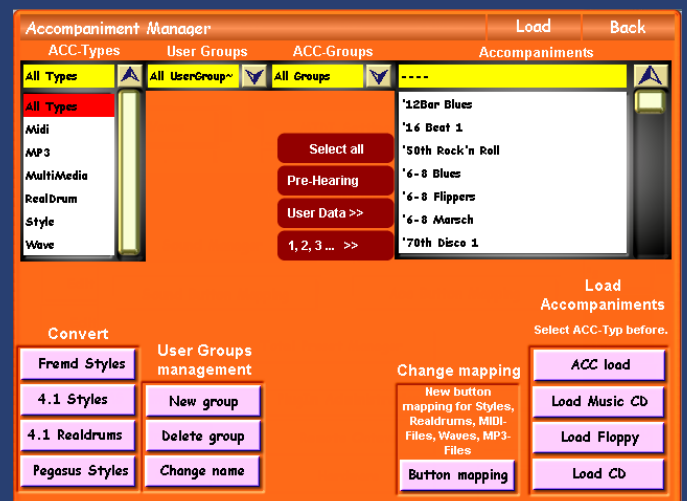 Accompaniment Manager Load Back
ACC-Types User Groups ACC-Groups Accompaniments
All Types All UserGroup~ All Groups ----
All Types
Midi
MP3
MultiMedia
RealDrum
Style
Wave
Select all
Pre-Hearing
User Data >>
1, 2, 3 ... >>
'12Bar Blues
'16 Beat 1
'50th Rock'n Roll
'6-8 Blues
'6-8 Flippers
'6-8 Marsch
'70th Disco 1
Convert
Fremd Styles
4.1 Styles
4.1 Realdrums
Pegasus Styles
User Groups
management
New group
Delete group
Change name
Change mapping
New button
mapping for Styles,
Realdrums, MIDI-
Files, Waves, MP3-
Files
Button mapping
Load
Accompaniments
Select ACC-Typ before.
ACC load
Load Music CD
Load Floppy
Load CD